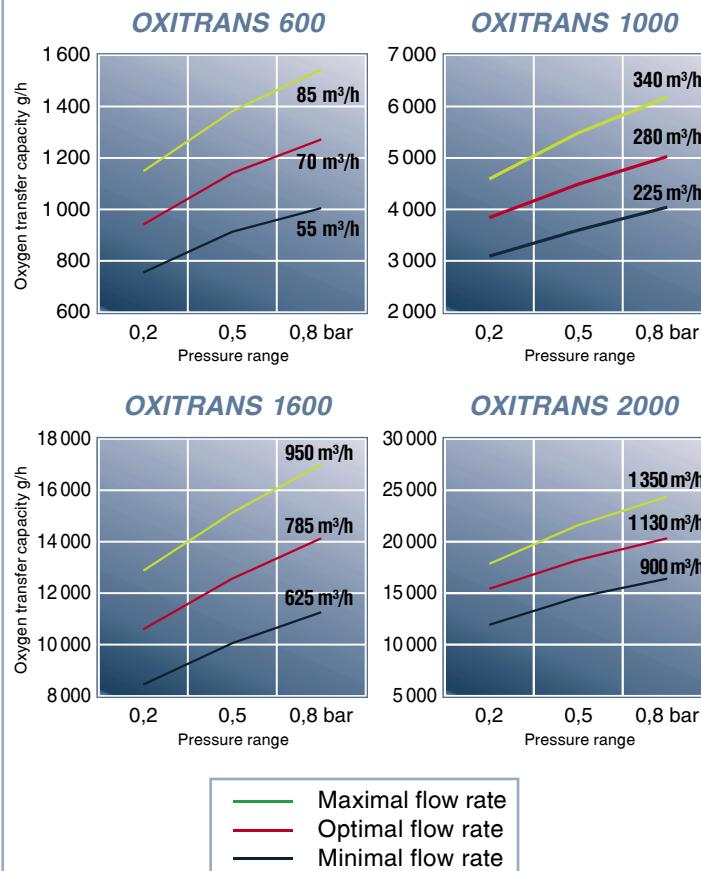 OXITRANS 600
Oxygen transfer capacity g/h
1 600
1 400
1 200
1 000
800
600
85 m³/h
70 m³/h
55 m³/h
0,2 0,5 0,8 bar
Pressure range
OXITRANS 1000
7 000
6 000
5 000
4 000
3 000
2 000
340 m³/h
280 m³/h
225 m³/h
0,2 0,5 0,8 bar
Pressure range
OXITRANS 1600
Oxygen transfer capacity g/h
18 000
16 000
14 000
12 000
10 000
8 000
950 m³/h
785 m³/h
625 m³/h
0,2 0,5 0,8 bar
Pressure range
OXITRANS 2000
30 000
25 000
20 000
15 000
10 000
5 000
1 350 m³/h
1 130 m³/h
900 m³/h
0,2 0,5 0,8 bar
Pressure range
Maximal flow rate
Optimal flow rate
Minimal flow rate